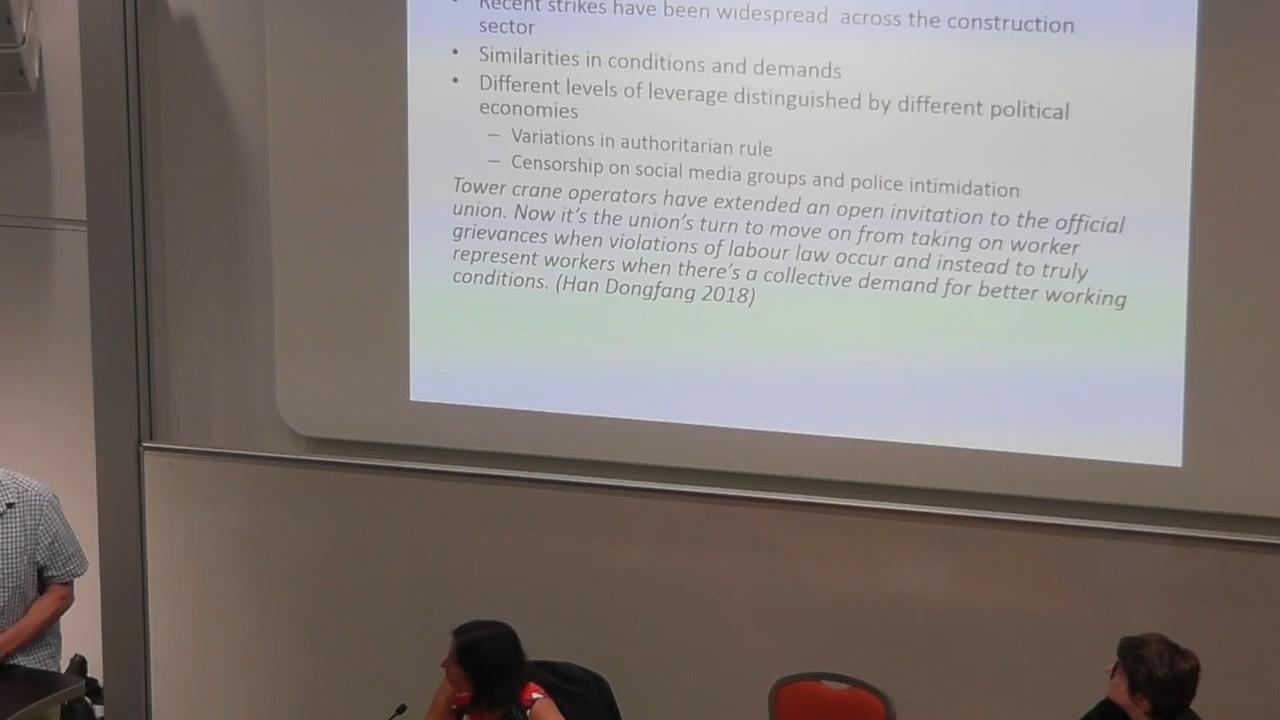 • Recent strikes have been widespread across the construction
sector
• Similarities in conditions and demands
• Different levels of leverage distinguished by different political
economies
– Variations in authoritarian rule
– Censorship on social media groups and police intimidation
Tower crane operators have extended an open invitation to the official
union. Now it's the union's turn to move on from taking on worker
grievances when violations of labour law occur and instead to truly
represent workers when there's a collective demand for better working
conditions. (Han Dongfang 2018)